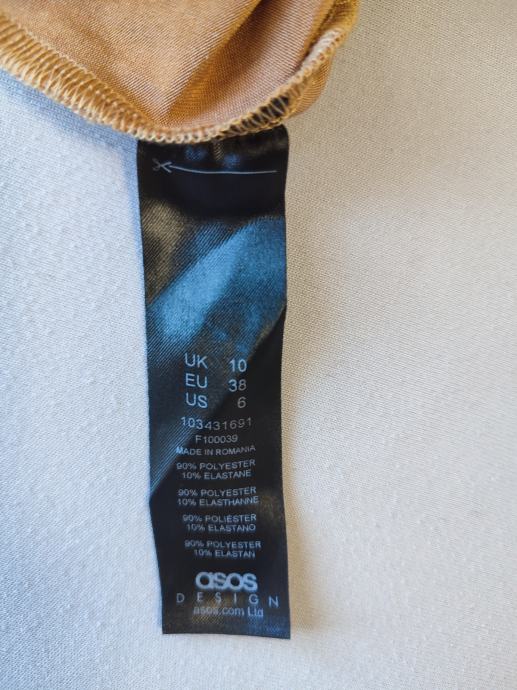 UK 10
EU 38
US 6
103431691
F100039
MADE IN ROMANIA
90% POLYESTER
10% ELASTANE
90% POLYESTER
10% ELASTHANNE
90% POLIÉSTER
10% ELASTANO
90% POLYESTER
10% ELASTAN
asos
DESIGN
asos.com Ltd